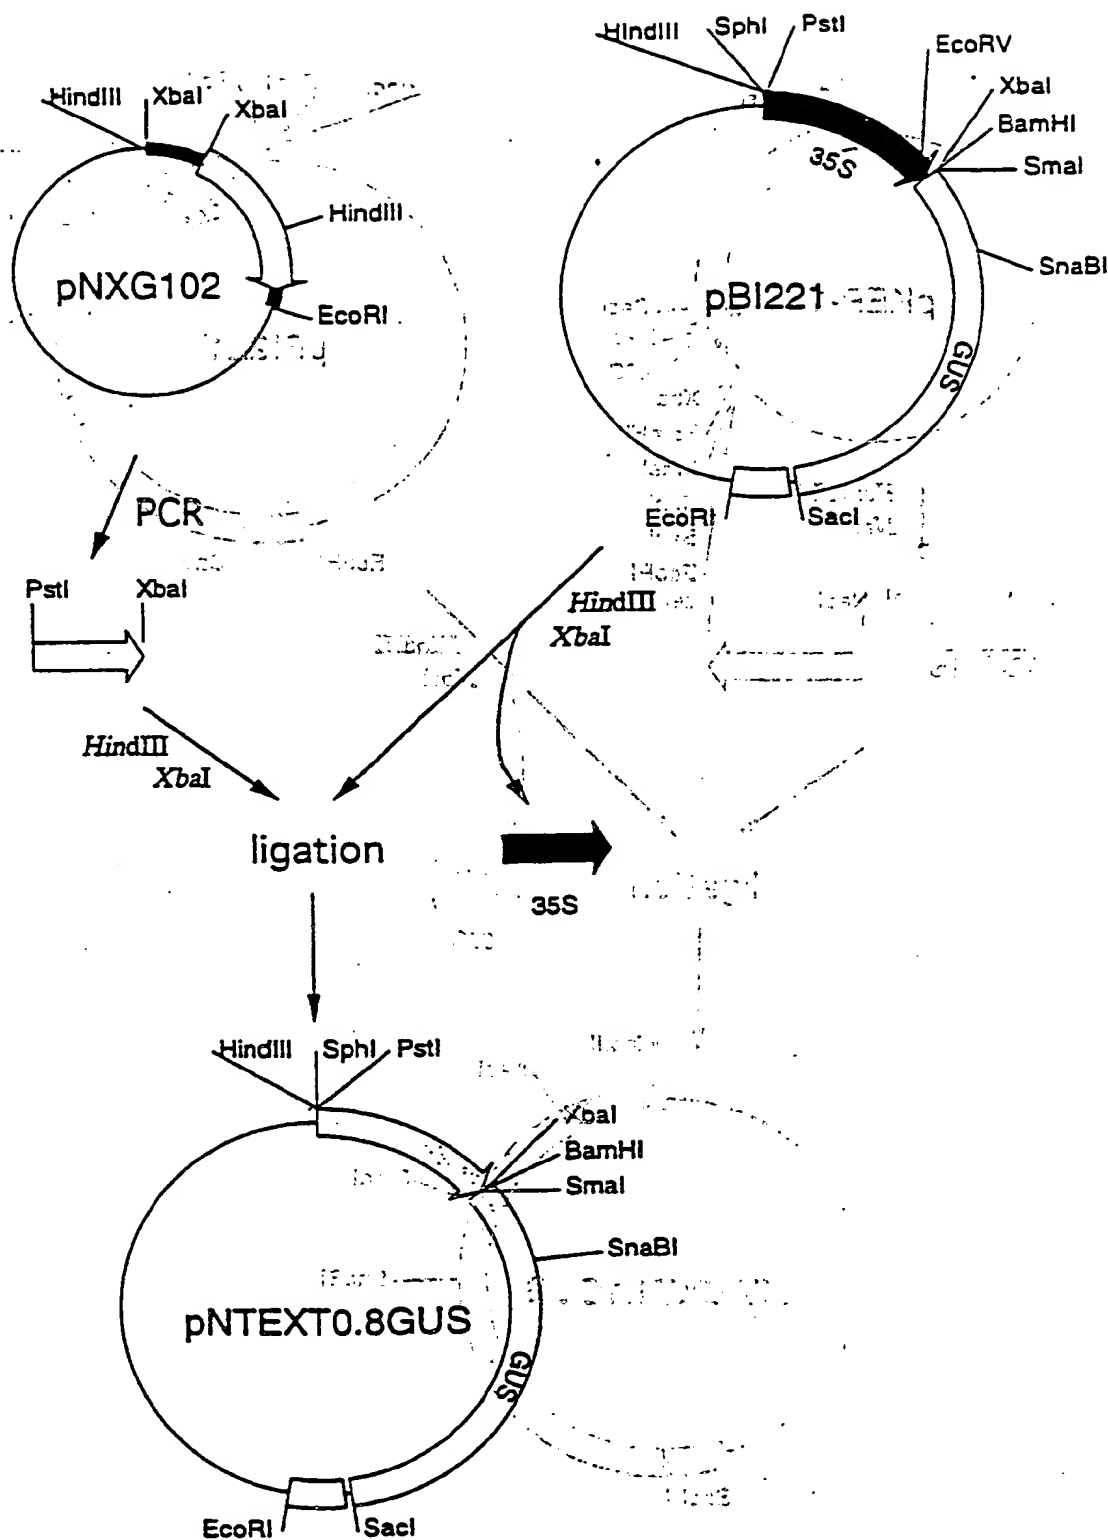 HindIII
XbaI
XbaI
HindIII
pNXG102
EcoRI
HindIII
SphI
PstI
EcoRV
XbaI
BamHI
SmaI
35S
SnaBI
pBI221
GUS
EcoRI
SacI
PCR
PstI
XbaI
HindIII
XbaI
HindIII
XbaI
ligation
35S
HindIII
SphI
PstI
XbaI
BamHI
SmaI
SnaBI
pNTEXT0.8GUS
GUS
EcoRI
SacI